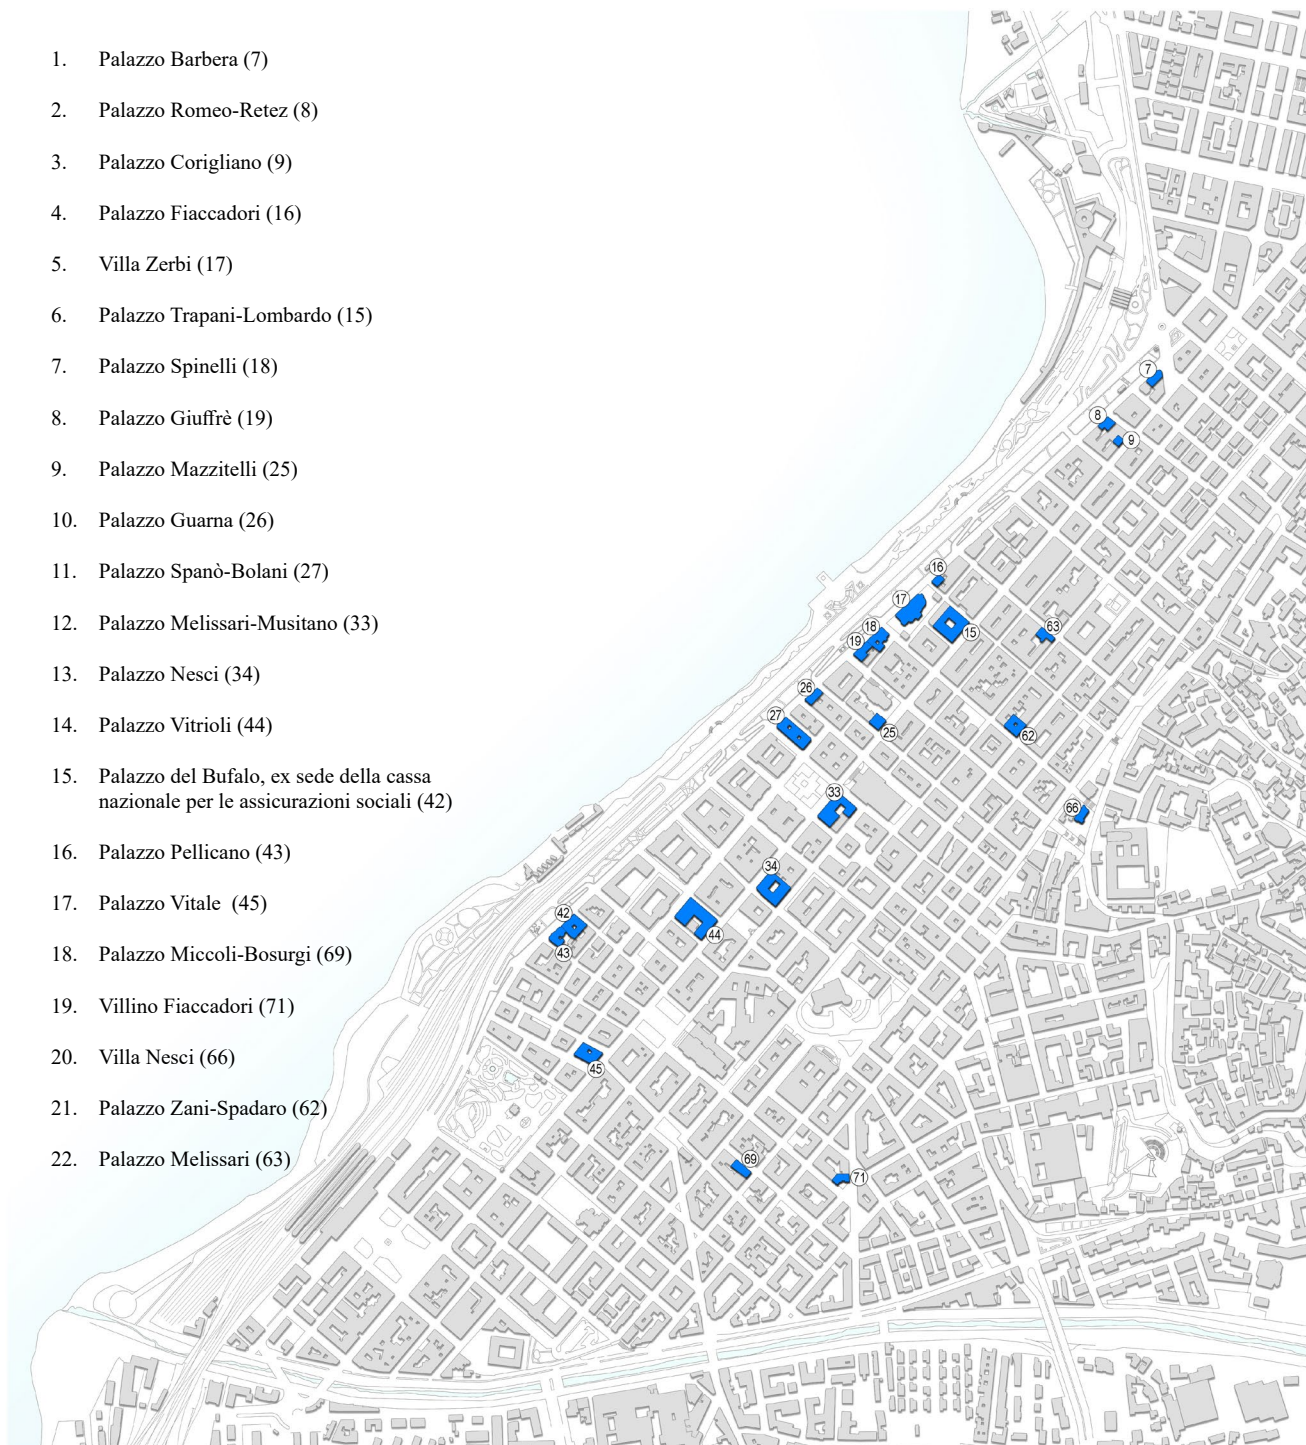 1. Palazzo Barbera (7)
2. Palazzo Romeo-Retez (8)
3. Palazzo Corigliano (9)
4. Palazzo Fiaccadori (16)
5. Villa Zerbi (17)
6. Palazzo Trapani-Lombardo (15)
7. Palazzo Spinelli (18)
8. Palazzo Giuffrè (19)
9. Palazzo Mazzitelli (25)
10. Palazzo Guarna (26)
11. Palazzo Spanò-Bolani (27)
12. Palazzo Melissari-Musitano (33)
13. Palazzo Nesci (34)
14. Palazzo Vitrioli (44)
15. Palazzo del Bufalo, ex sede della cassa
nazionale per le assicurazioni sociali (42)
16. Palazzo Pellicano (43)
17. Palazzo Vitale (45)
18. Palazzo Miccoli-Bosurgi (69)
19. Villino Fiaccadori (71)
20. Villa Nesci (66)
21. Palazzo Zani-Spadaro (62)
22. Palazzo Melissari (63)
7
8
9
16
17
15
18
63
19
26
27
25
62
33
66
34
42
44
43
45
69
71